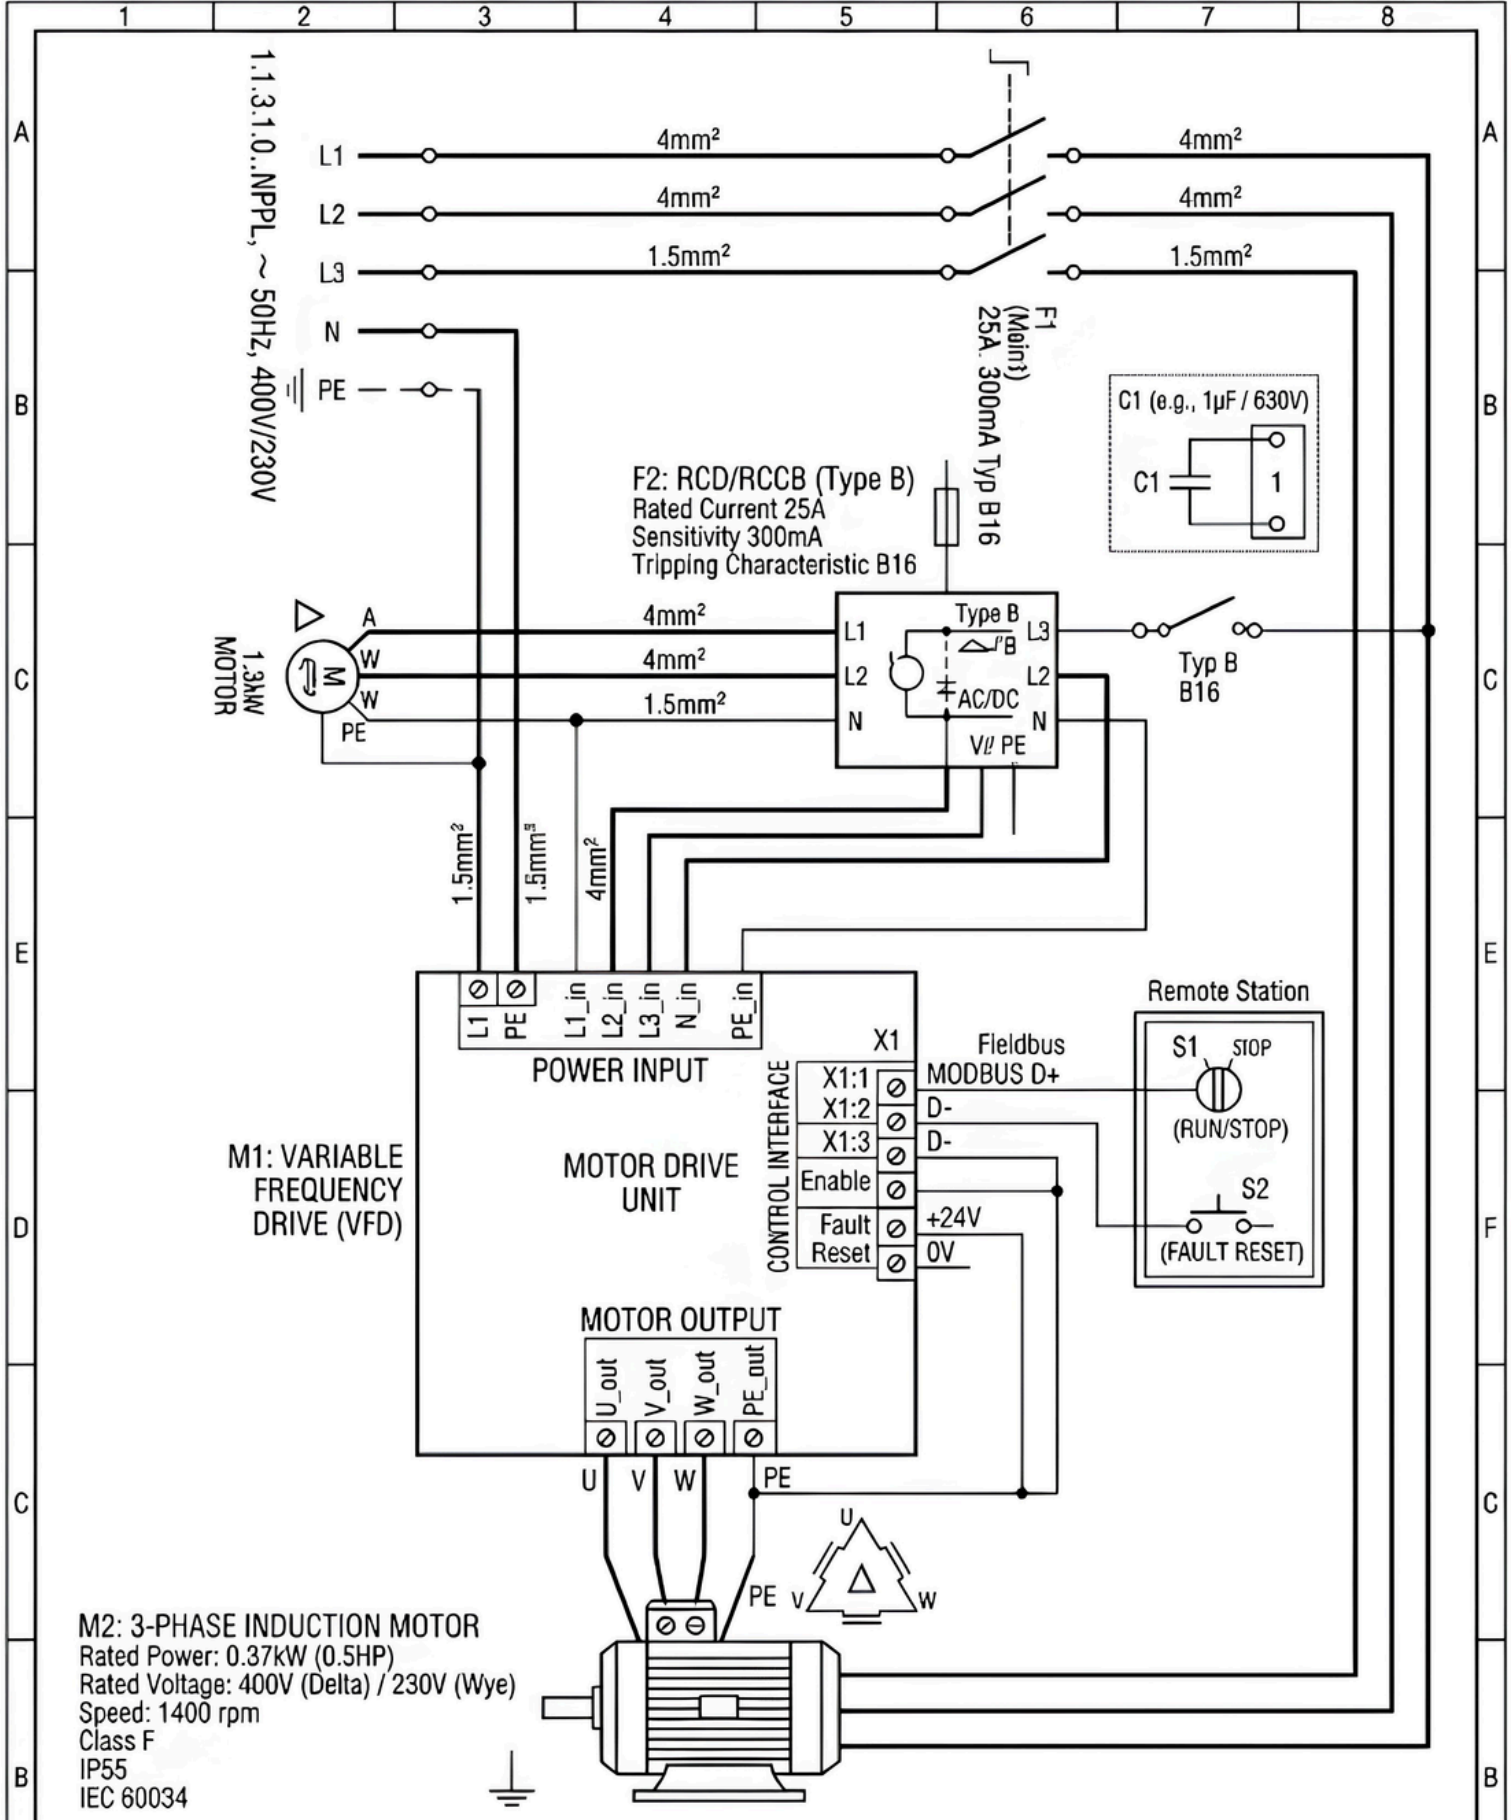 1 2 3 4 5 6 7 8
A A
B B
C C
E E
D F
C C
B B
1.1.3.1.0..NPPL, ~ 50Hz, 400V/230V
L1 4mm² 4mm²
L2 4mm² 4mm²
L3 1.5mm² 1.5mm²
N
PE
F1
25A. 300mA Typ B16
C1 (e.g., 1µF / 630V)
C1 1
F2: RCD/RCCB (Type B)
Rated Current 25A
Sensitivity 300mA
Tripping Characteristic B16
MOTOR
M
A 4mm²
W 4mm²
W 1.5mm²
PE
L1 Type B L3
B
L2 L2
AC/DC
N N
PE
Typ B
B16
1.5mm²
4mm²
L1 PE L1_in L2_in L3_in N_in PE_in
POWER INPUT
X1
CONTROL INTERFACE
X1:1
X1:2
X1:3
Enable
Fault
Reset
Fieldbus
MODBUS D+
D-
D-
+24V
0V
Remote Station
S1 STOP
(RUN/STOP)
S2
(FAULT RESET)
M1: VARIABLE
FREQUENCY
DRIVE (VFD)
MOTOR DRIVE
UNIT
MOTOR OUTPUT
U_out V_out W_out PE_out
U V W PE
PE
U
V W
M2: 3-PHASE INDUCTION MOTOR
Rated Power: 0.37kW (0.5HP)
Rated Voltage: 400V (Delta) / 230V (Wye)
Speed: 1400 rpm
Class F
IP55
IEC 60034